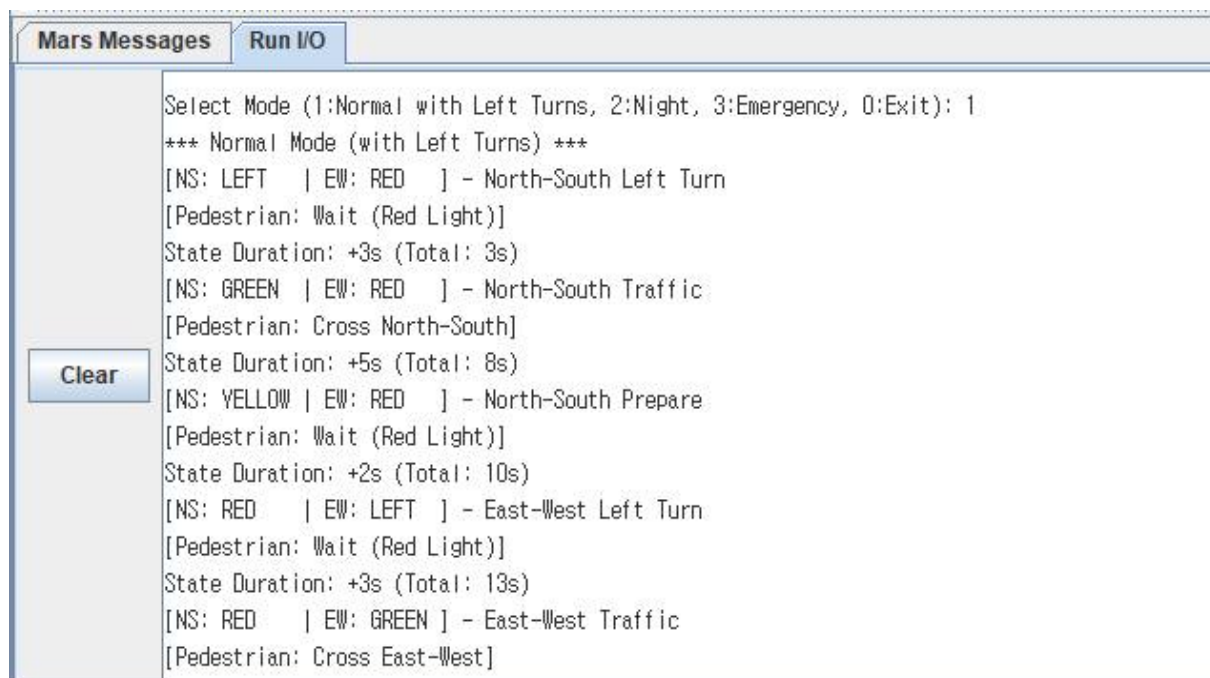 Mars Messages Run I/O
Select Mode (1:Normal with Left Turns, 2:Night, 3:Emergency, 0:Exit): 1
*** Normal Mode (with Left Turns) ***
[NS: LEFT   | EW: RED   ] - North-South Left Turn
[Pedestrian: Wait (Red Light)]
State Duration: +3s (Total: 3s)
[NS: GREEN  | EW: RED   ] - North-South Traffic
[Pedestrian: Cross North-South]
Clear
State Duration: +5s (Total: 8s)
[NS: YELLOW | EW: RED   ] - North-South Prepare
[Pedestrian: Wait (Red Light)]
State Duration: +2s (Total: 10s)
[NS: RED    | EW: LEFT  ] - East-West Left Turn
[Pedestrian: Wait (Red Light)]
State Duration: +3s (Total: 13s)
[NS: RED    | EW: GREEN ] - East-West Traffic
[Pedestrian: Cross East-West]